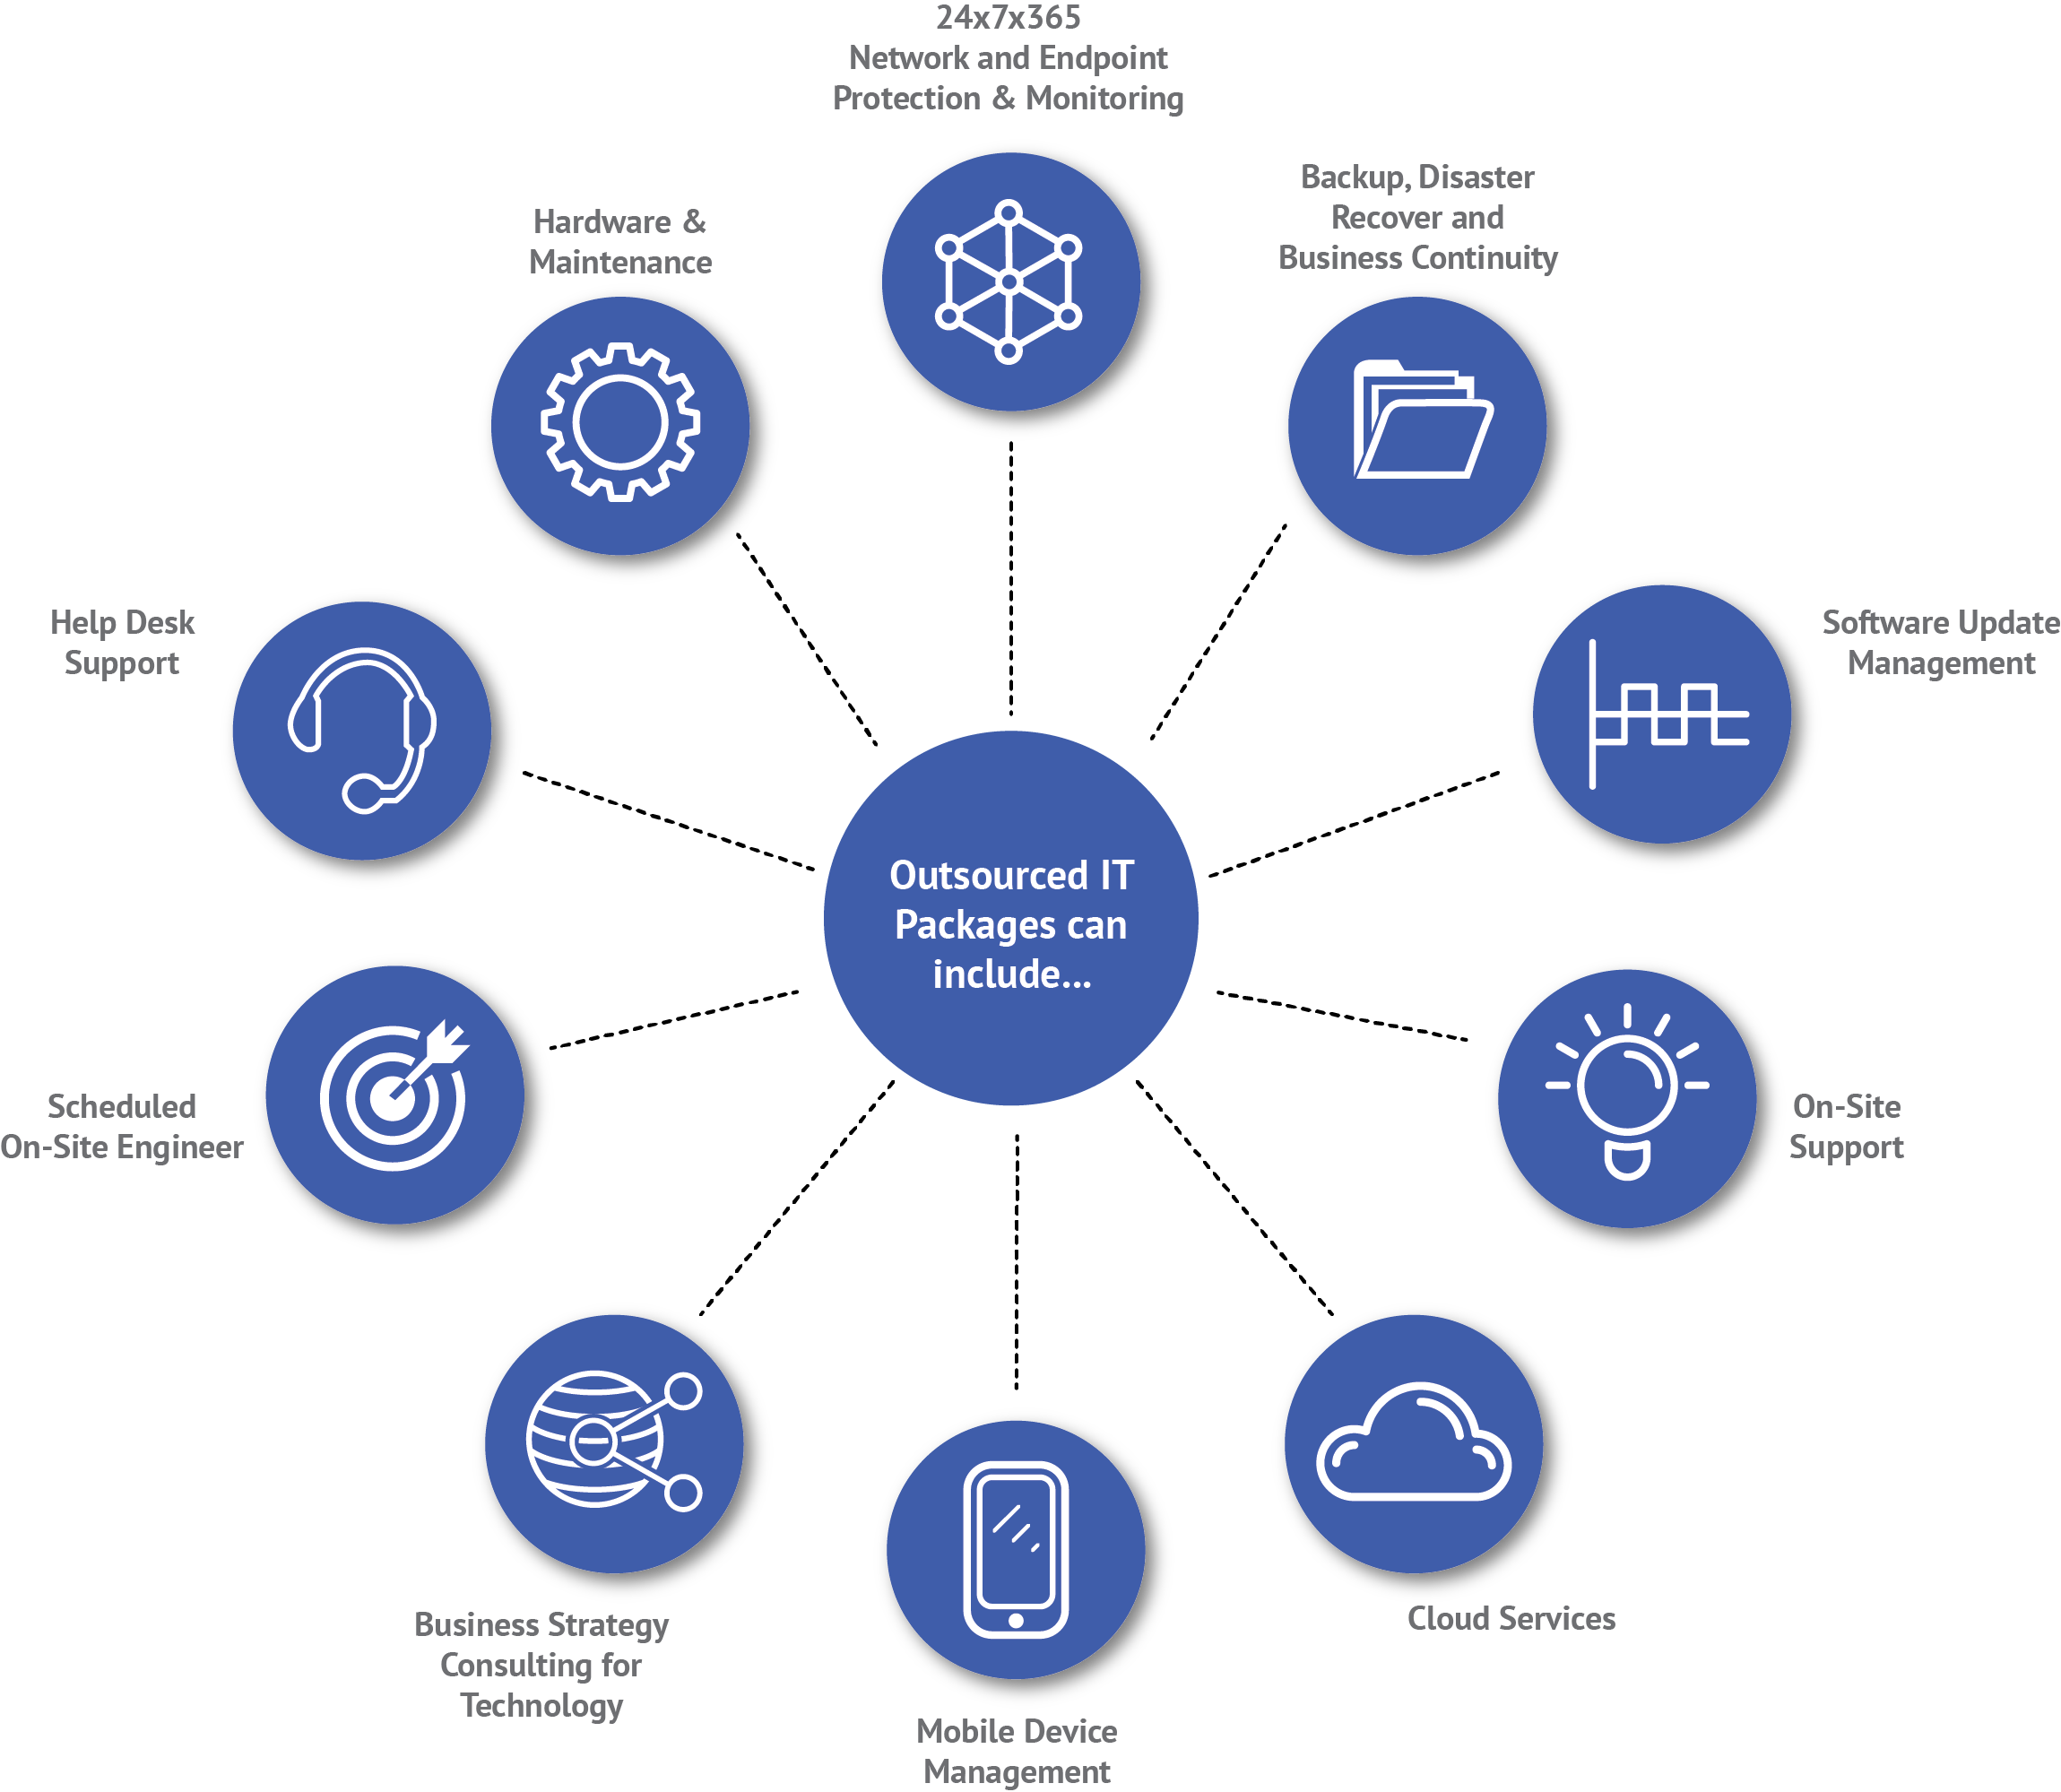 24x7x365
Network and Endpoint
Protection & Monitoring
Backup, Disaster
Recover and
Business Continuity
Hardware &
Maintenance
Help Desk
Support
Software Update
Management
Outsourced IT
Packages can
include...
Scheduled
On-Site Engineer
On-Site
Support
Business Strategy
Consulting for
Technology
Cloud Services
Mobile Device
Management